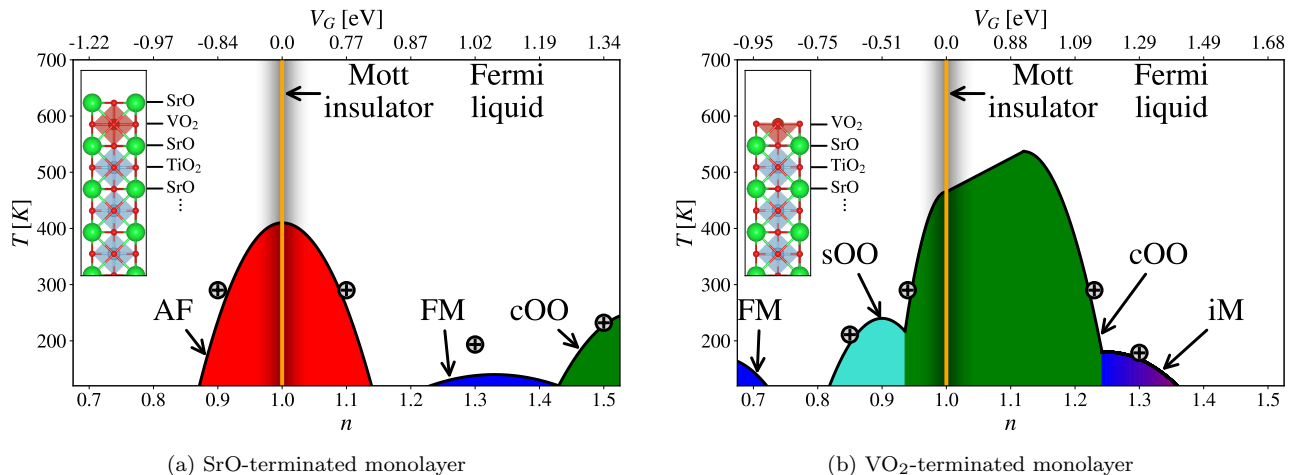 V_G [eV]
-1.22 -0.97 -0.84 0.0 0.77 0.87 1.02 1.19 1.34
700
600
500
400
300
200
T [K]
SrO
VO₂
SrO
TiO₂
SrO
⋮
Mott
insulator
Fermi
liquid
AF
FM
cOO
0.7 0.8 0.9 1.0 1.1 1.2 1.3 1.4 1.5
n
(a) SrO-terminated monolayer
V_G [eV]
-0.95 -0.75 -0.51 0.0 0.88 1.09 1.29 1.49 1.68
700
600
500
400
300
200
T [K]
VO₂
SrO
TiO₂
SrO
⋮
Mott
insulator
Fermi
liquid
sOO
cOO
FM
iM
0.7 0.8 0.9 1.0 1.1 1.2 1.3 1.4 1.5
n
(b) VO₂-terminated monolayer